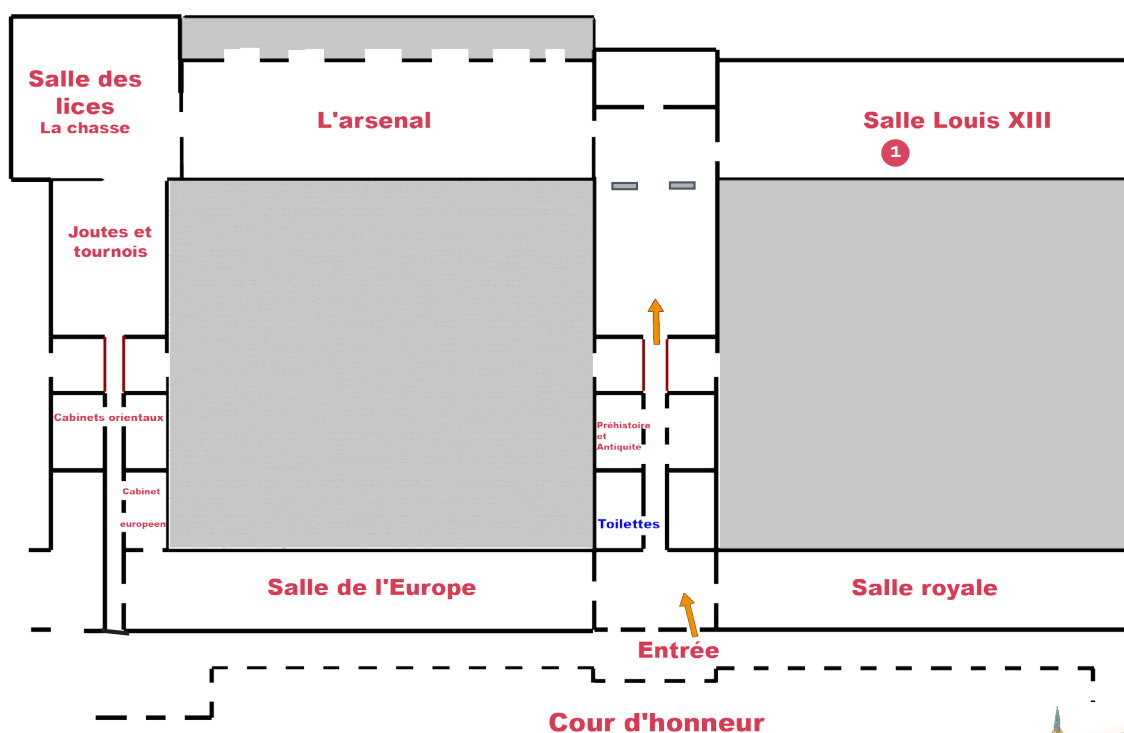 Salle des
lices
La chasse
L'arsenal
Salle Louis XIII
1
Joutes et
tournois
Cabinets orientaux
Préhistoire
et
Antiquité
Cabinet
européen
Toilettes
Salle de l'Europe
Salle royale
Entrée
Cour d'honneur